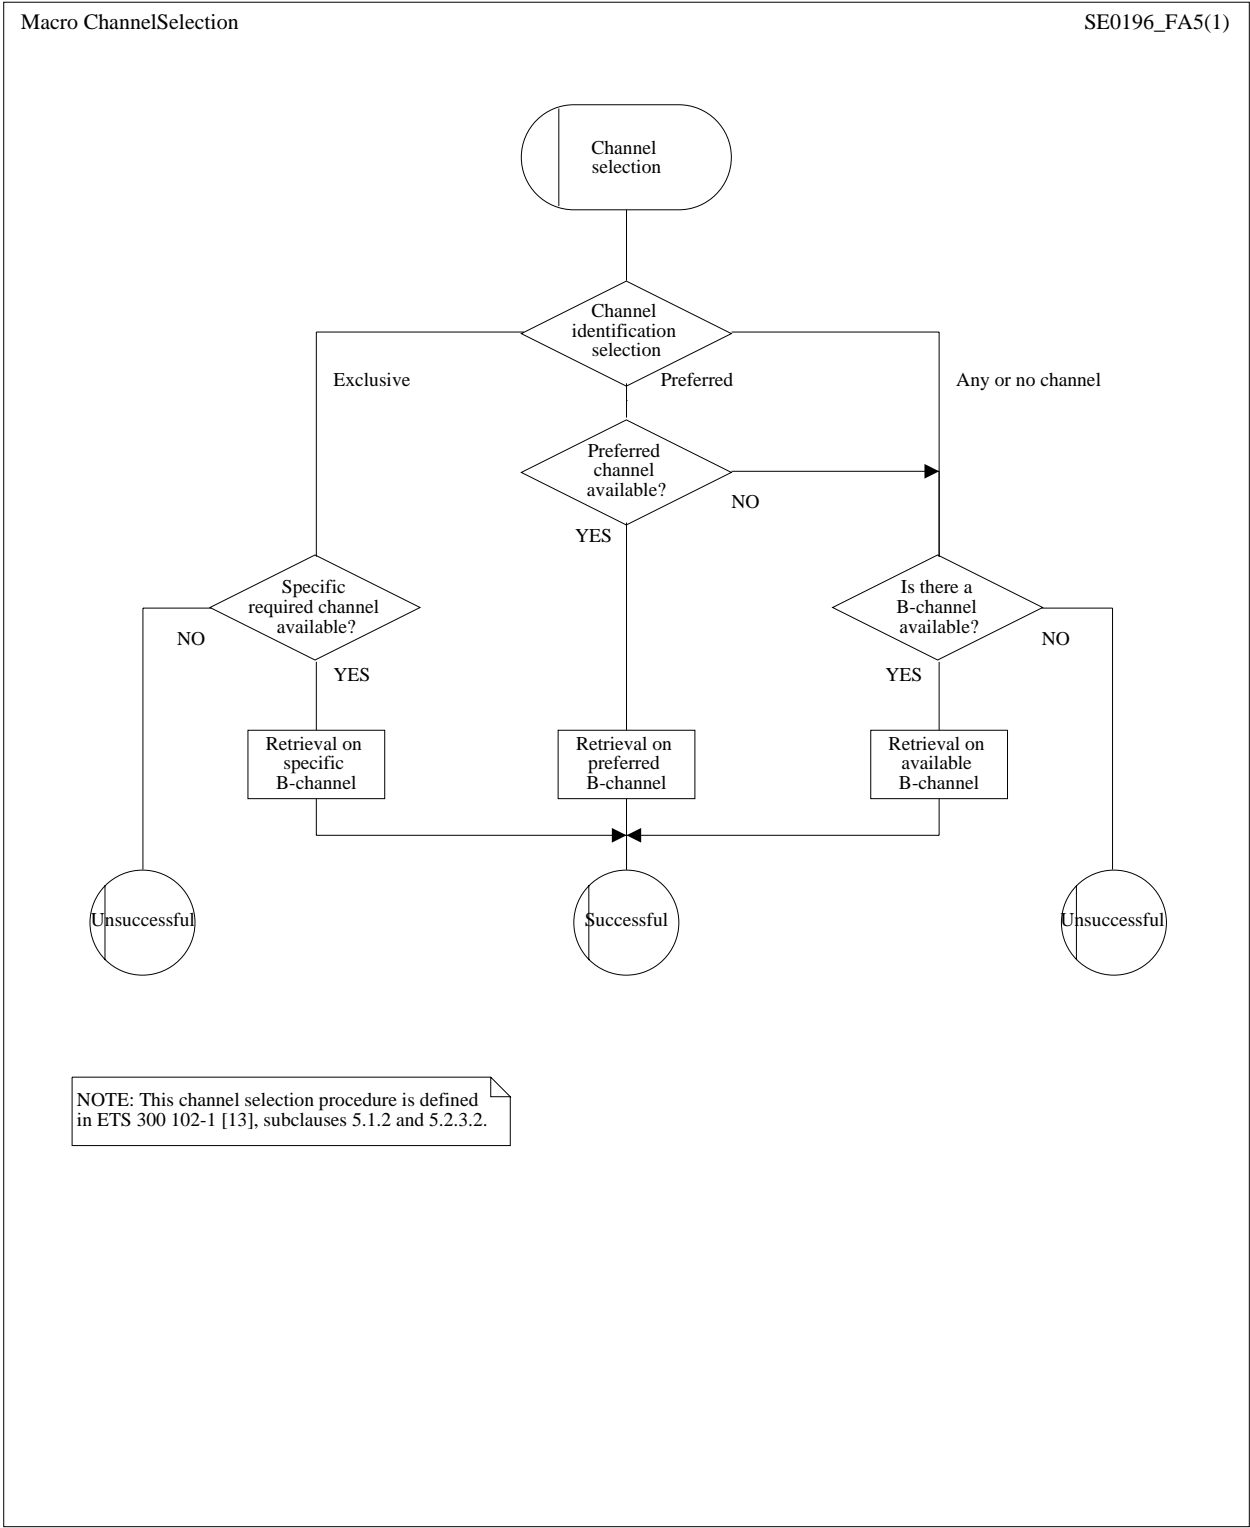 Macro ChannelSelection
SE0196_FA5(1)
Channel
selection
Channel
identification
selection
Exclusive
Preferred
Any or no channel
Preferred
channel
available?
NO
YES
Specific
required channel
available?
Is there a
B-channel
available?
NO
YES
YES
NO
Retrieval on
specific
B-channel
Retrieval on
preferred
B-channel
Retrieval on
available
B-channel
Unsuccessful
Successful
Unsuccessful
NOTE: This channel selection procedure is defined
in ETS 300 102-1 [13], subclauses 5.1.2 and 5.2.3.2.